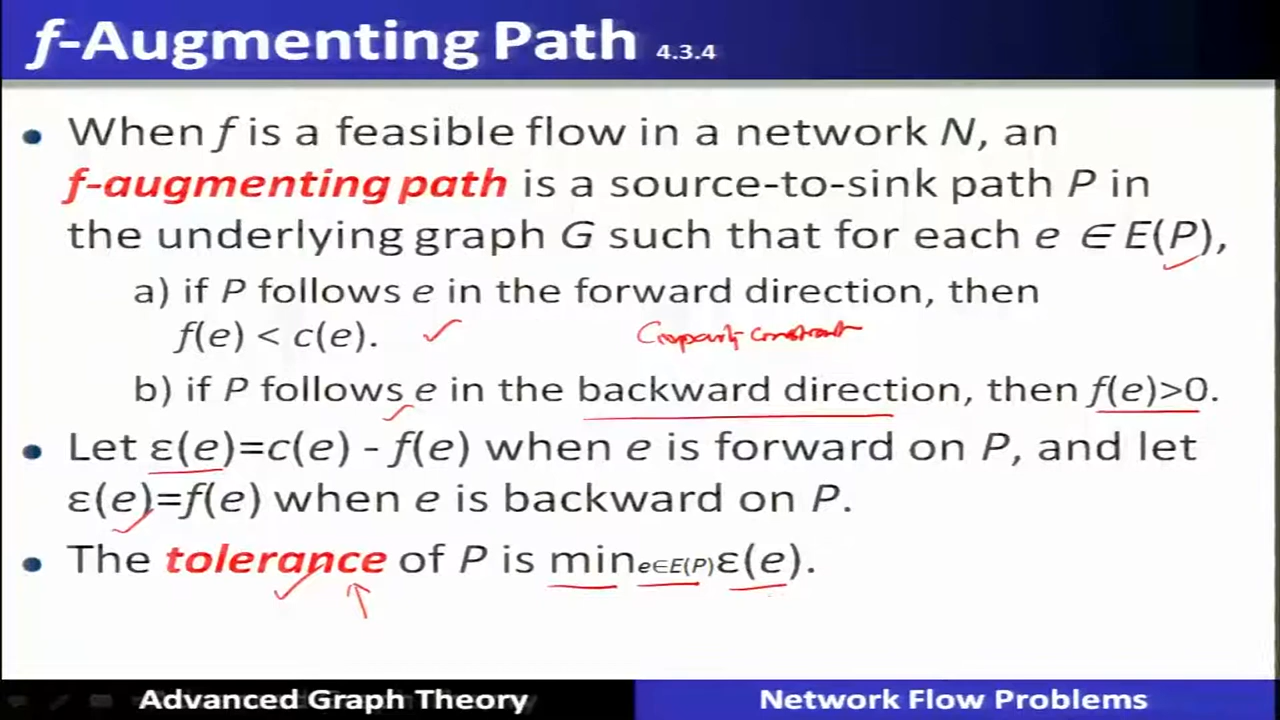 f-Augmenting Path 4.3.4
• When f is a feasible flow in a network N, an
f-augmenting path is a source-to-sink path P in
the underlying graph G such that for each e ∈ E(P),
a) if P follows e in the forward direction, then
f(e) < c(e).
Capacity constraint
b) if P follows e in the backward direction, then f(e)>0.
• Let ε(e)=c(e) - f(e) when e is forward on P, and let
ε(e)=f(e) when e is backward on P.
• The tolerance of P is min e∈E(P) ε(e).
Advanced Graph Theory
Network Flow Problems